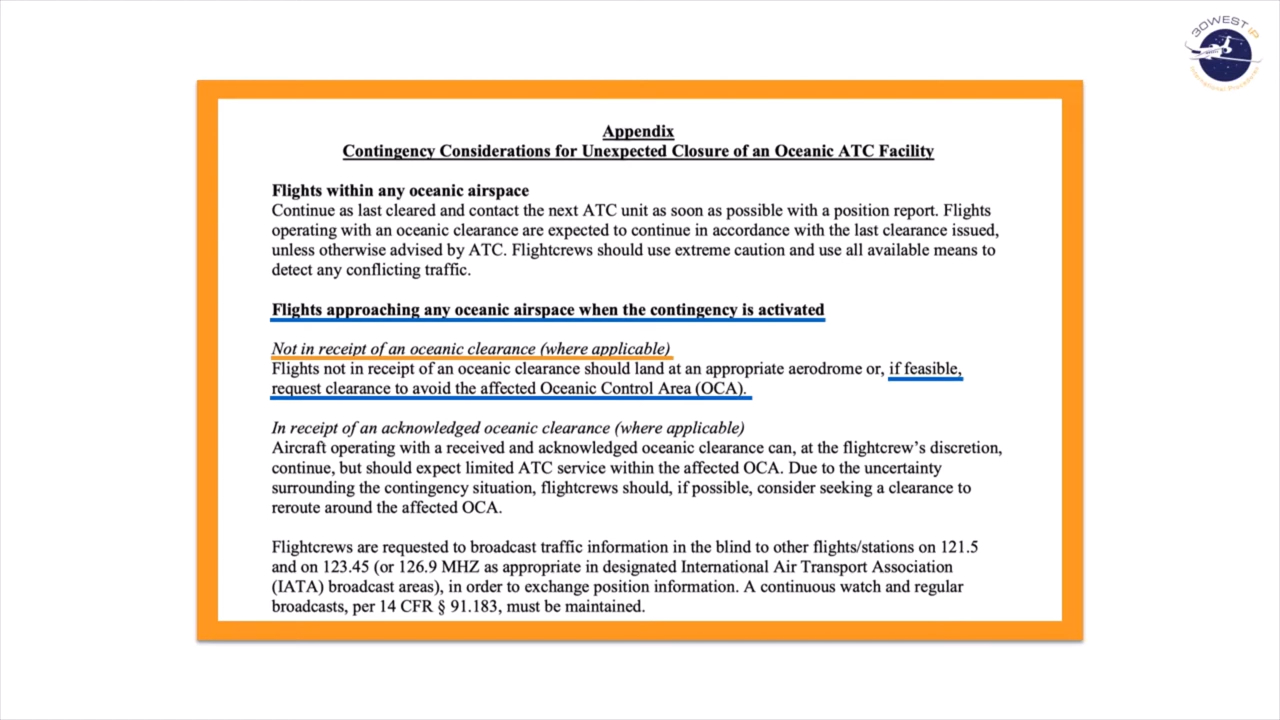 30WEST IP
International Procedures
Appendix
Contingency Considerations for Unexpected Closure of an Oceanic ATC Facility
Flights within any oceanic airspace
Continue as last cleared and contact the next ATC unit as soon as possible with a position report. Flights
operating with an oceanic clearance are expected to continue in accordance with the last clearance issued,
unless otherwise advised by ATC. Flightcrews should use extreme caution and use all available means to
detect any conflicting traffic.
Flights approaching any oceanic airspace when the contingency is activated
Not in receipt of an oceanic clearance (where applicable)
Flights not in receipt of an oceanic clearance should land at an appropriate aerodrome or, if feasible,
request clearance to avoid the affected Oceanic Control Area (OCA).
In receipt of an acknowledged oceanic clearance (where applicable)
Aircraft operating with a received and acknowledged oceanic clearance can, at the flightcrew’s discretion,
continue, but should expect limited ATC service within the affected OCA. Due to the uncertainty
surrounding the contingency situation, flightcrews should, if possible, consider seeking a clearance to
reroute around the affected OCA.
Flightcrews are requested to broadcast traffic information in the blind to other flights/stations on 121.5
and on 123.45 (or 126.9 MHZ as appropriate in designated International Air Transport Association
(IATA) broadcast areas), in order to exchange position information. A continuous watch and regular
broadcasts, per 14 CFR § 91.183, must be maintained.